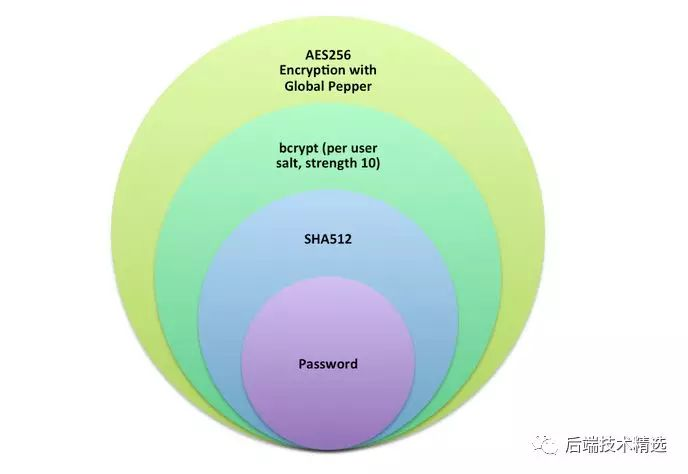 AES256
Encryption with
Global Pepper
bcrypt (per user
salt, strength 10)
SHA512
Password
后端技术精选